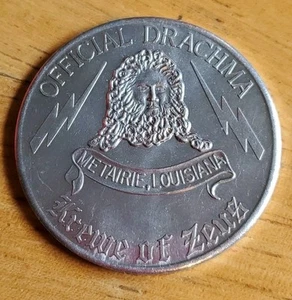 OFFICIAL DRACHMA
METAIRIE, LOUISIANA
Krewe of Zeus